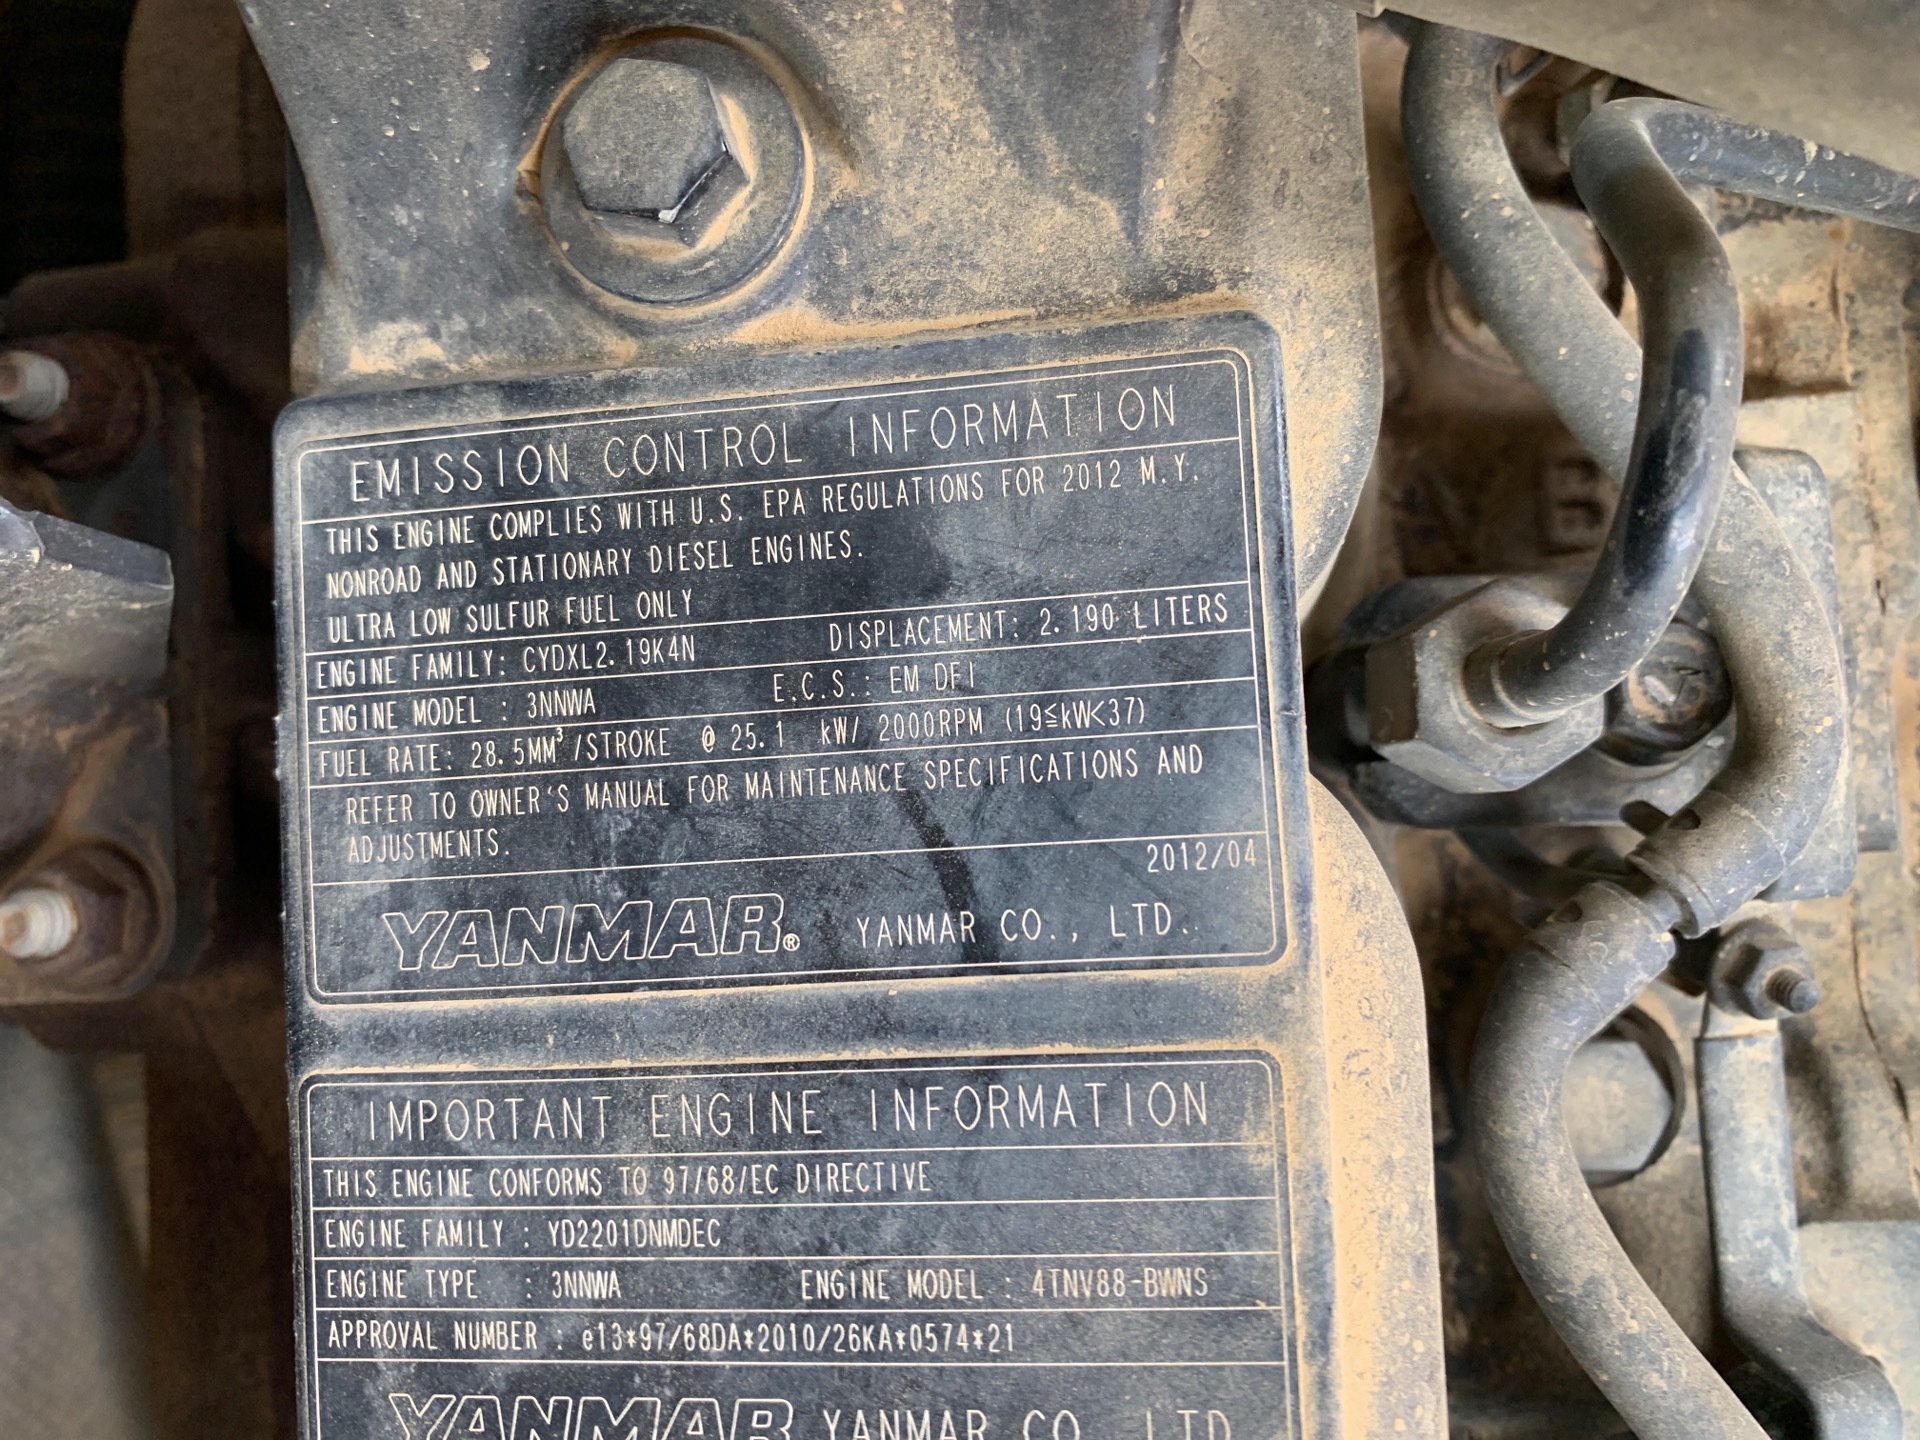 EMISSION CONTROL INFORMATION
THIS ENGINE COMPLIES WITH U.S. EPA REGULATIONS FOR 2012 M.Y.
NONROAD AND STATIONARY DIESEL ENGINES.
ULTRA LOW SULFUR FUEL ONLY
ENGINE FAMILY: CYDXL2.19K4N DISPLACEMENT: 2.190 LITERS
ENGINE MODEL : 3NNWA E.C.S.: EM DFI
FUEL RATE: 28.5MM³/STROKE @ 25.1 kW/ 2000RPM (19≦kW<37)
REFER TO OWNER'S MANUAL FOR MAINTENANCE SPECIFICATIONS AND
ADJUSTMENTS.
2012/04
YANMAR® YANMAR CO., LTD.
IMPORTANT ENGINE INFORMATION
THIS ENGINE CONFORMS TO 97/68/EC DIRECTIVE
ENGINE FAMILY : YD2201DNMDEC
ENGINE TYPE : 3NNWA ENGINE MODEL : 4TNV88-BWNS
APPROVAL NUMBER : e13*97/68DA*2010/26KA*0574*21
YANMAR YANMAR CO., LTD